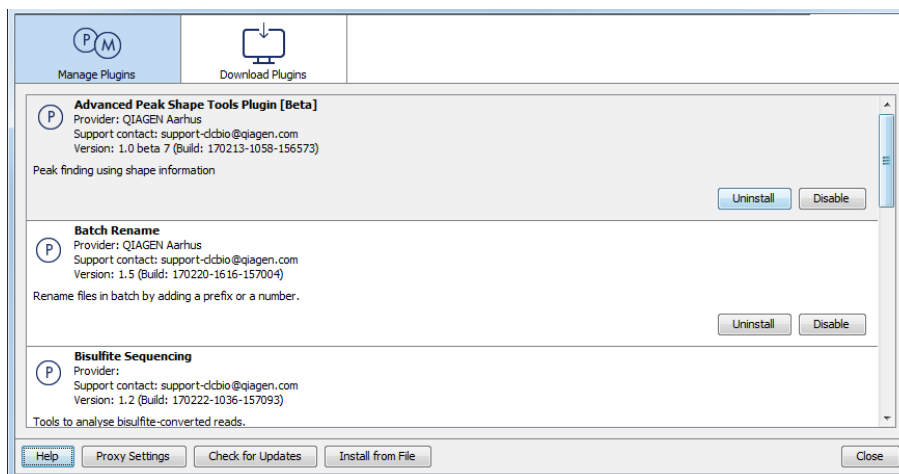 P M
Manage Plugins
Download Plugins
P
Advanced Peak Shape Tools Plugin [Beta]
Provider: QIAGEN Aarhus
Support contact: support-clcbio@qiagen.com
Version: 1.0 beta 7 (Build: 170213-1058-156573)
Peak finding using shape information
Uninstall Disable
P
Batch Rename
Provider: QIAGEN Aarhus
Support contact: support-clcbio@qiagen.com
Version: 1.5 (Build: 170220-1616-157004)
Rename files in batch by adding a prefix or a number.
Uninstall Disable
P
Bisulfite Sequencing
Provider:
Support contact: support-clcbio@qiagen.com
Version: 1.2 (Build: 170222-1036-157093)
Tools to analyse bisulfite-converted reads.
Help Proxy Settings Check for Updates Install from File Close